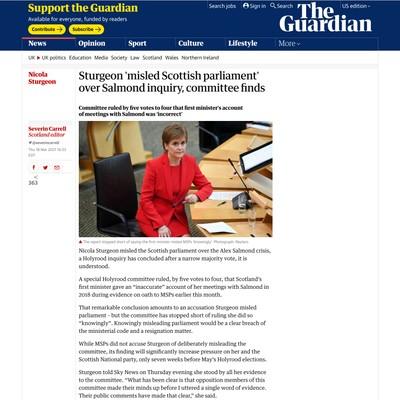 Support the Guardian
Available for everyone, funded by readers
Contribute →
Subscribe →
Search jobs
Sign in
Search
US edition
The Guardian
News
Opinion
Sport
Culture
Lifestyle
More
UK
UK politics
Education
Media
Society
Law
Scotland
Wales
Northern Ireland
Nicola
Sturgeon
Sturgeon 'misled Scottish parliament'
over Salmond inquiry, committee finds
Committee ruled by five votes to four that first minister's account
of meetings with Salmond was 'incorrect'
Severin Carrell
Scotland editor
@severincarrell
Thu 18 Mar 2021 16.33
EDT
363
The report stopped short of saying the first minister misled MSPs 'knowingly'. Photograph: Reuters
Nicola Sturgeon misled the Scottish parliament over the Alex Salmond crisis,
a Holyrood inquiry has concluded after a narrow majority vote, it
is understood.
A special Holyrood committee ruled, by five votes to four, that Scotland's
first minister gave an "inaccurate" account of her meetings with Salmond in
2018 during evidence on oath to MSPs earlier this month.
That remarkable conclusion amounts to an accusation Sturgeon misled
parliament – but the committee has stopped short of ruling she did so
"knowingly". Knowingly misleading parliament would be a clear breach of
the ministerial code and a resignation matter.
While MSPs did not accuse Sturgeon of deliberately misleading the
committee, its finding will significantly increase pressure on her and the
Scottish National party, only seven weeks before May's Holyrood elections.
Sturgeon told Sky News on Thursday evening she stood by all her evidence
to the committee. "What has been clear is that opposition members of this
committee made their minds up before I uttered a single word of evidence.
Their public comments have made that clear," she said.